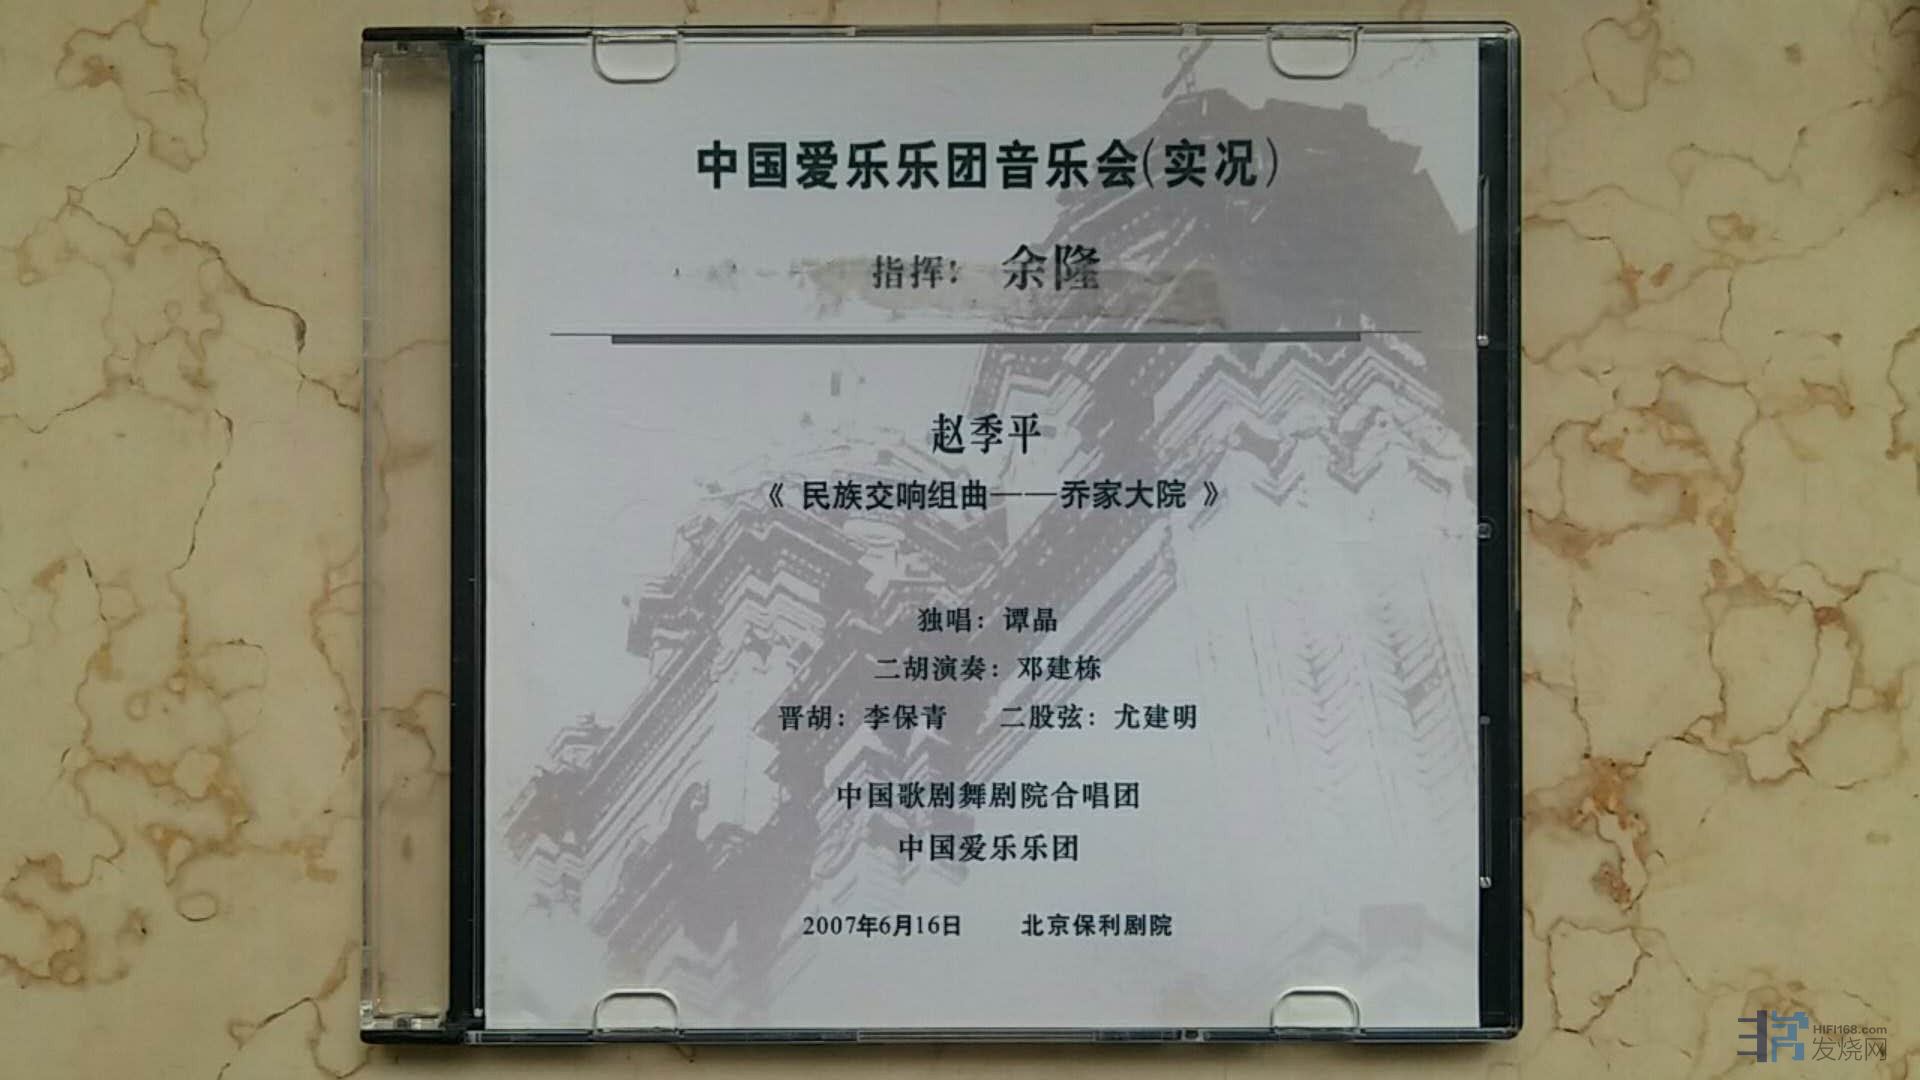 中国爱乐乐团音乐会(实况)
指挥： 余隆
赵季平
《 民族交响组曲——乔家大院 》
独唱：谭晶
二胡演奏：邓建栋
晋胡：李保青 二股弦：尤建明
中国歌剧舞剧院合唱团
中国爱乐乐团
2007年6月16日 北京保利剧院
HIFI168.com
发烧网